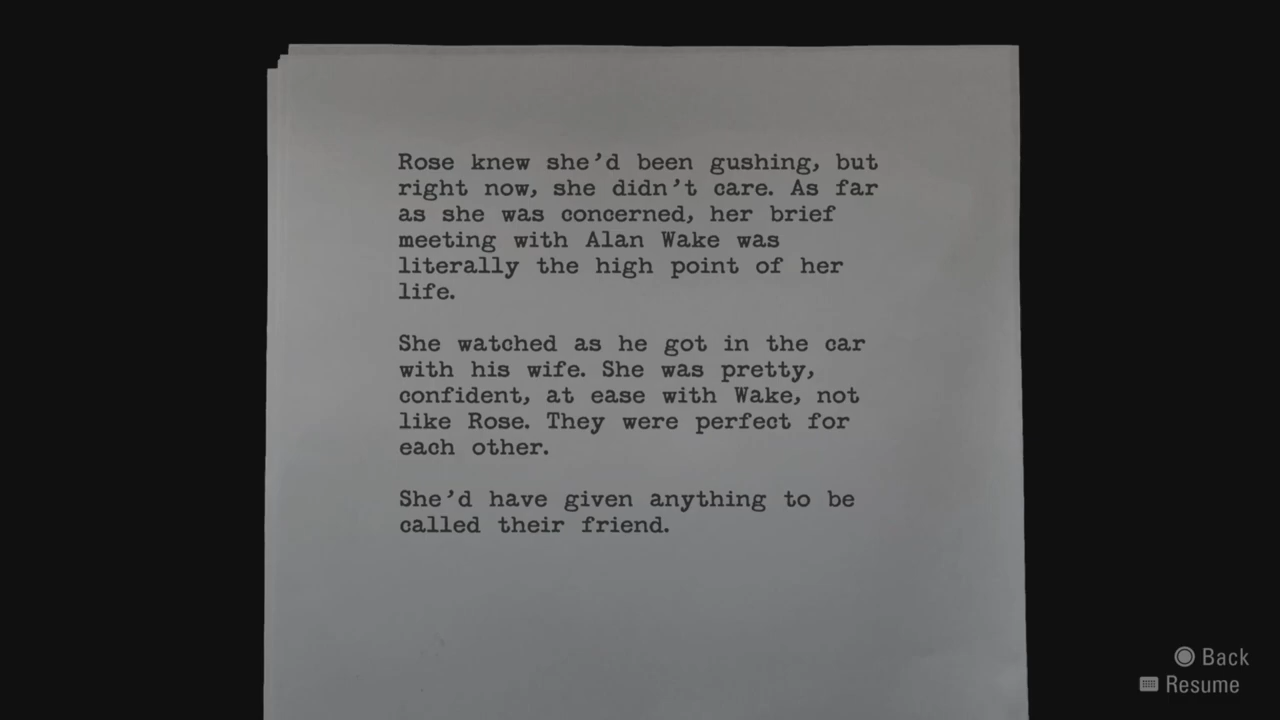 Rose knew she’d been gushing, but
right now, she didn’t care. As far
as she was concerned, her brief
meeting with Alan Wake was
literally the high point of her
life.
She watched as he got in the car
with his wife. She was pretty,
confident, at ease with Wake, not
like Rose. They were perfect for
each other.
She’d have given anything to be
called their friend.
Back
Resume